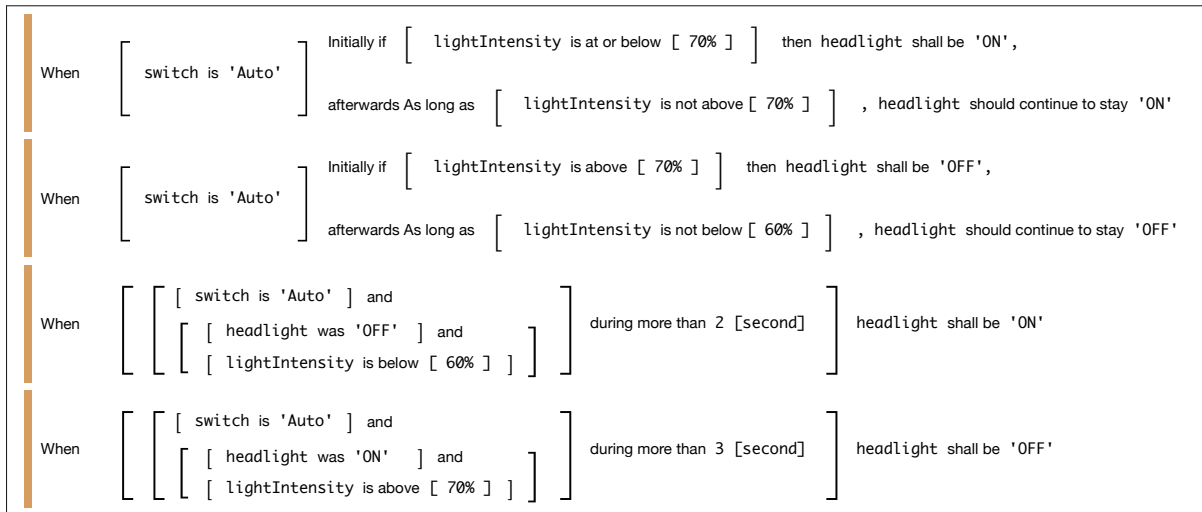 Initially if [ lightIntensity is at or below [ 70% ] ] then headlight shall be 'ON',
When [ switch is 'Auto' ]
afterwards As long as [ lightIntensity is not above [ 70% ] ] , headlight should continue to stay 'ON'
Initially if [ lightIntensity is above [ 70% ] ] then headlight shall be 'OFF',
When [ switch is 'Auto' ]
afterwards As long as [ lightIntensity is not below [ 60% ] ] , headlight should continue to stay 'OFF'
[ switch is 'Auto' ] and
When [ [ [ [ headlight was 'OFF' ] and ] during more than 2 [second] ] headlight shall be 'ON'
[ lightIntensity is below [ 60% ] ] ]
[ switch is 'Auto' ] and
When [ [ [ [ headlight was 'ON' ] and ] during more than 3 [second] ] headlight shall be 'OFF'
[ lightIntensity is above [ 70% ] ] ]